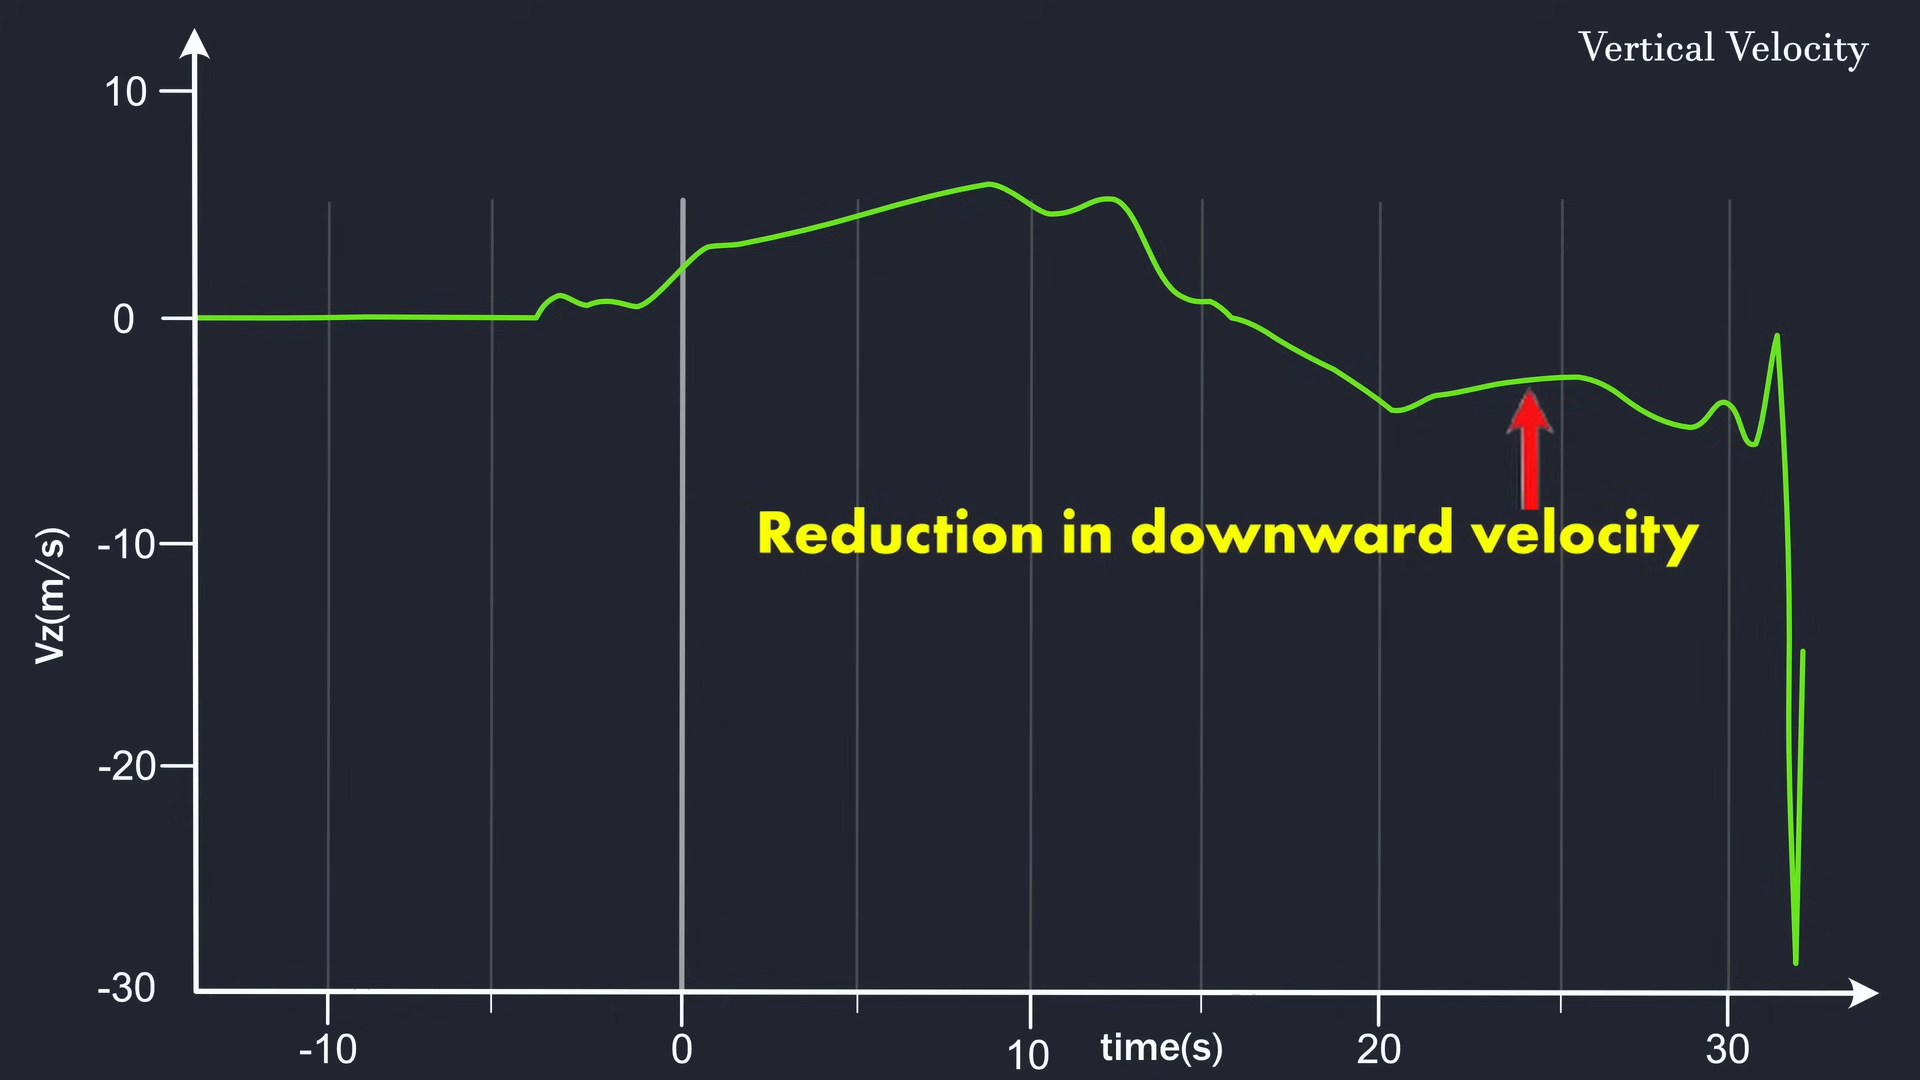 Vertical Velocity
10
0
-10
-20
-30
Vz(m/s)
Reduction in downward velocity
-10
0
10
time(s)
20
30